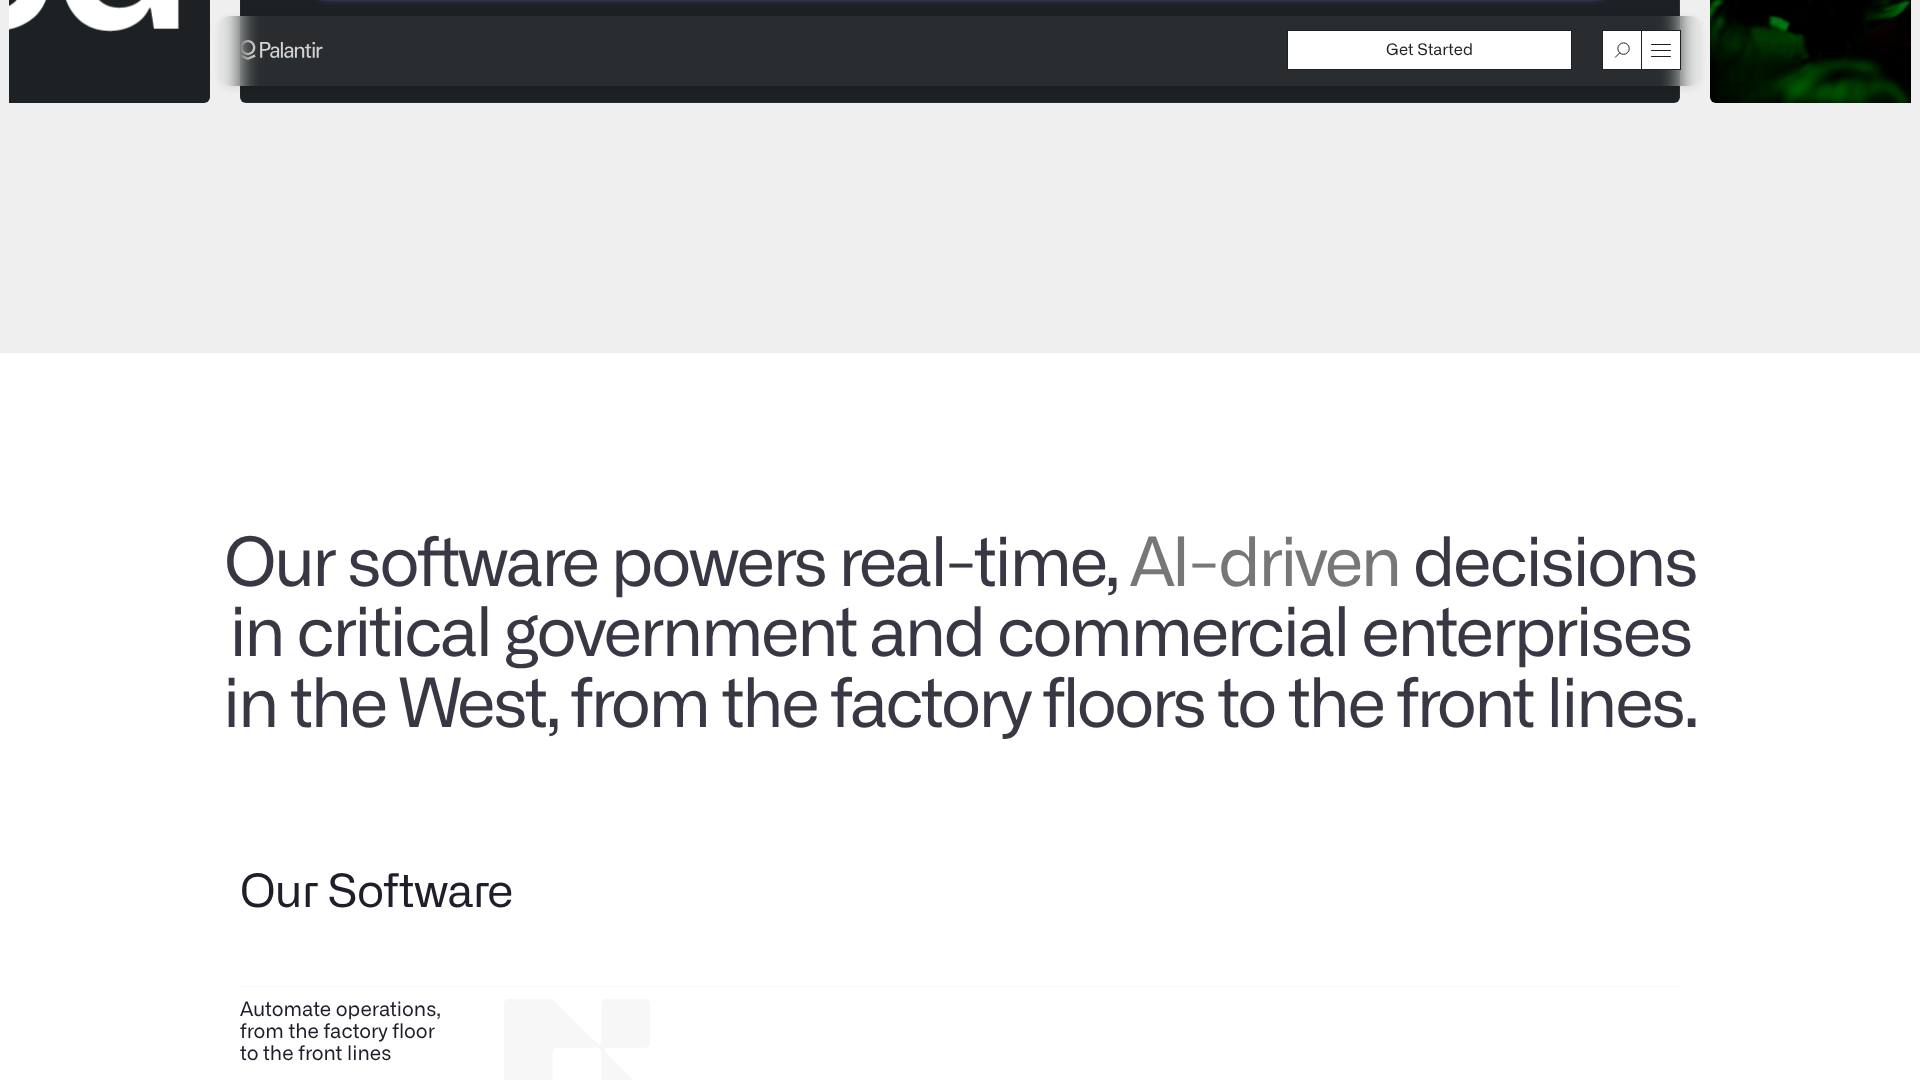 Palantir
Get Started
Our software powers real-time, AI-driven decisions
in critical government and commercial enterprises
in the West, from the factory floors to the front lines.
Our Software
Automate operations,
from the factory floor
to the front lines